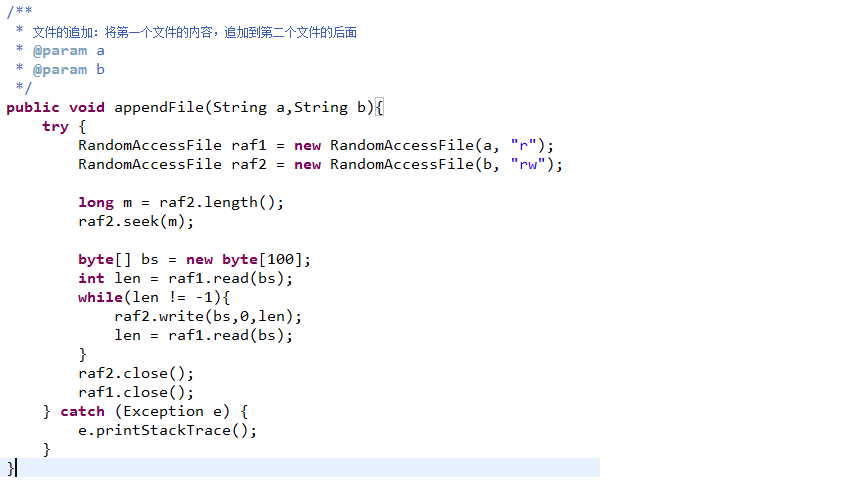 /**
 * 文件的追加：将第一个文件的内容，追加到第二个文件的后面
 * @param a
 * @param b
 */
public void appendFile(String a,String b){
    try {
        RandomAccessFile raf1 = new RandomAccessFile(a, "r");
        RandomAccessFile raf2 = new RandomAccessFile(b, "rw");

        long m = raf2.length();
        raf2.seek(m);

        byte[] bs = new byte[100];
        int len = raf1.read(bs);
        while(len != -1){
            raf2.write(bs,0,len);
            len = raf1.read(bs);
        }
        raf2.close();
        raf1.close();
    } catch (Exception e) {
        e.printStackTrace();
    }
}